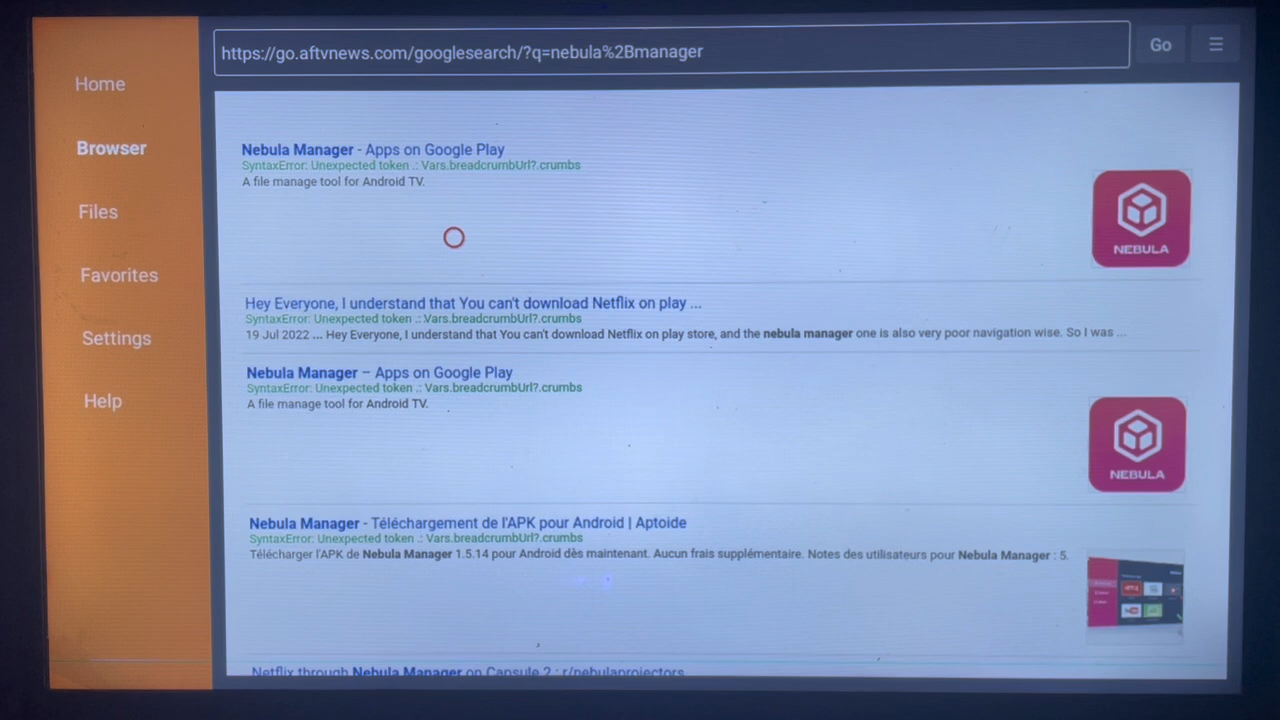 https://go.aftvnews.com/googlesearch/?q=nebula%2Bmanager
Go
Home
Browser
Files
Favorites
Settings
Help
Nebula Manager - Apps on Google Play
SyntaxError: Unexpected token .: Vars.breadcrumbUrl?.crumbs
A file manage tool for Android TV.
NEBULA
Hey Everyone, I understand that You can't download Netflix on play ...
SyntaxError: Unexpected token .: Vars.breadcrumbUrl?.crumbs
19 Jul 2022 ... Hey Everyone, I understand that You can't download Netflix on play store, and the nebula manager one is also very poor navigation wise. So I was ...
Nebula Manager – Apps on Google Play
SyntaxError: Unexpected token .: Vars.breadcrumbUrl?.crumbs
A file manage tool for Android TV.
NEBULA
Nebula Manager - Téléchargement de l'APK pour Android | Aptoide
SyntaxError: Unexpected token .: Vars.breadcrumbUrl?.crumbs
Télécharger l'APK de Nebula Manager 1.5.14 pour Android dès maintenant. Aucun frais supplémentaire. Notes des utilisateurs pour Nebula Manager : 5.
Netflix through Nebula Manager on Capsule 2 : r/nebulaprojectors